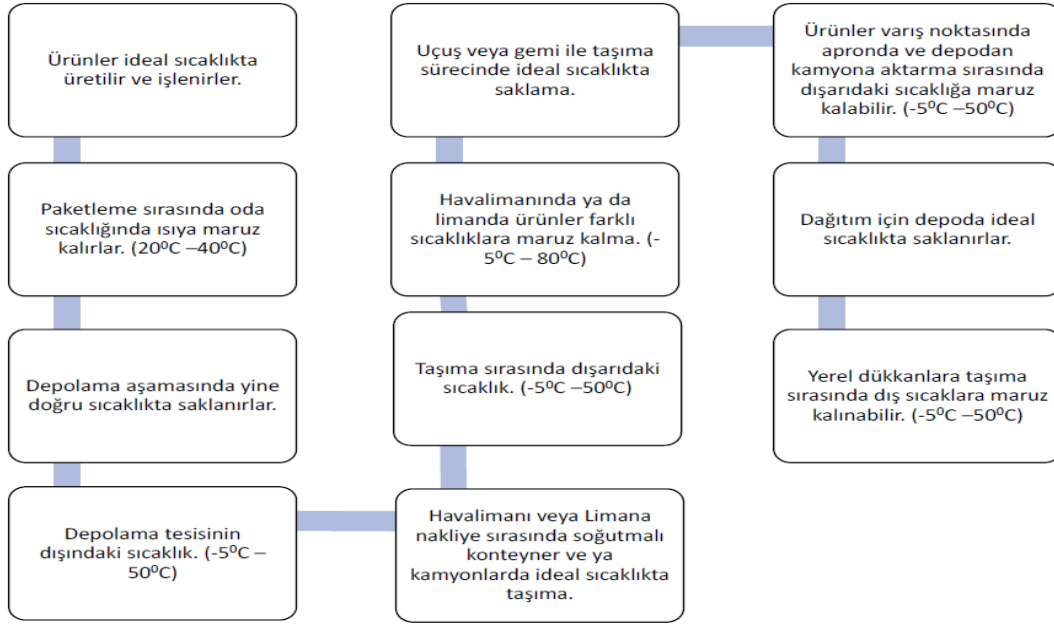 Ürünler ideal sıcaklıkta
üretilir ve işlenirler.
Paketleme sırasında oda
sıcaklığında ısıya maruz
kalırlar. (20⁰C –40⁰C)
Depolama aşamasında yine
doğru sıcaklıkta saklanırlar.
Depolama tesisinin
dışındaki sıcaklık. (-5⁰C –
50⁰C)
Havalimanı veya Limana
nakliye sırasında soğutmalı
konteyner ve ya
kamyonlarda ideal sıcaklıkta
taşıma.
Taşıma sırasında dışarıdaki
sıcaklık. (-5⁰C –50⁰C)
Havalimanında ya da
limanda ürünler farklı
sıcaklıklara maruz kalma. (-
5⁰C – 80⁰C)
Uçuş veya gemi ile taşıma
sürecinde ideal sıcaklıkta
saklama.
Ürünler varış noktasında
apronda ve depodan
kamyona aktarma sırasında
dışarıdaki sıcaklığa maruz
kalabilir. (-5⁰C –50⁰C)
Dağıtım için depoda ideal
sıcaklıkta saklanırlar.
Yerel dükkanlara taşıma
sırasında dış sıcaklara maruz
kalınabilir. (-5⁰C –50⁰C)